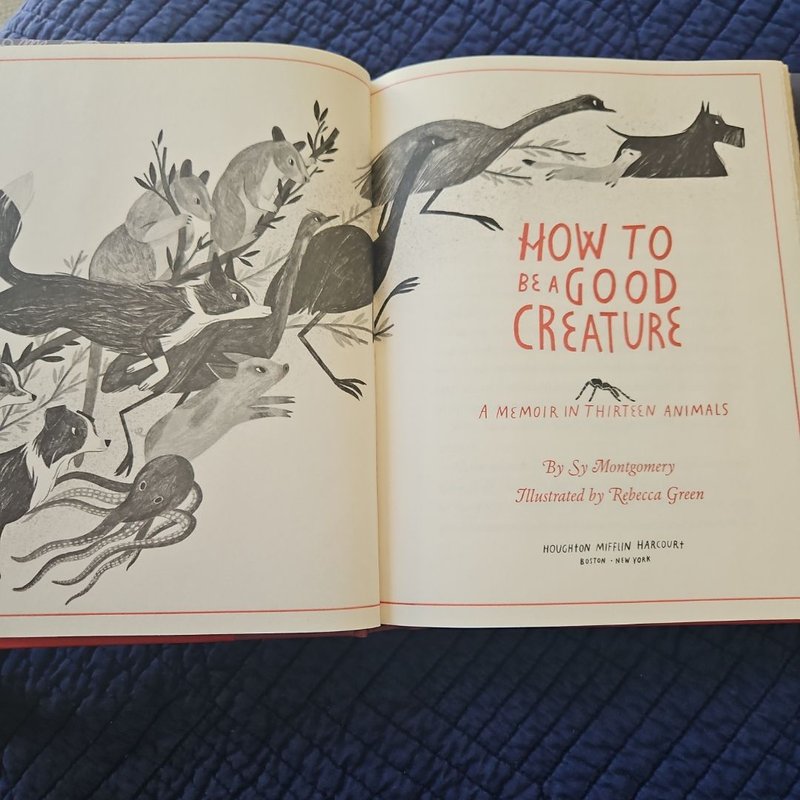 HOW TO
BE A GOOD
CREATURE
A MEMOIR IN THIRTEEN ANIMALS
By Sy Montgomery
Illustrated by Rebecca Green
HOUGHTON MIFFLIN HARCOURT
BOSTON • NEW YORK